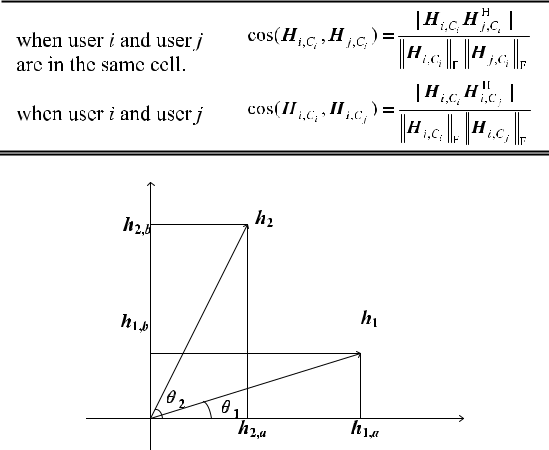 when user i and user j
are in the same cell.
cos(H_{i,C_i}, H_{j,C_i}) = | H_{i,C_i} H_{j,C_i}^H | / ‖H_{i,C_i}‖_F ‖H_{j,C_i}‖_F
when user i and user j
cos(H_{i,C_i}, H_{i,C_j}) = | H_{i,C_i} H_{i,C_j}^H | / ‖H_{i,C_i}‖_F ‖H_{i,C_j}‖_F
h_{2,b}
h_2
h_{1,b}
h_1
θ_2
θ_1
h_{2,a}
h_{1,a}